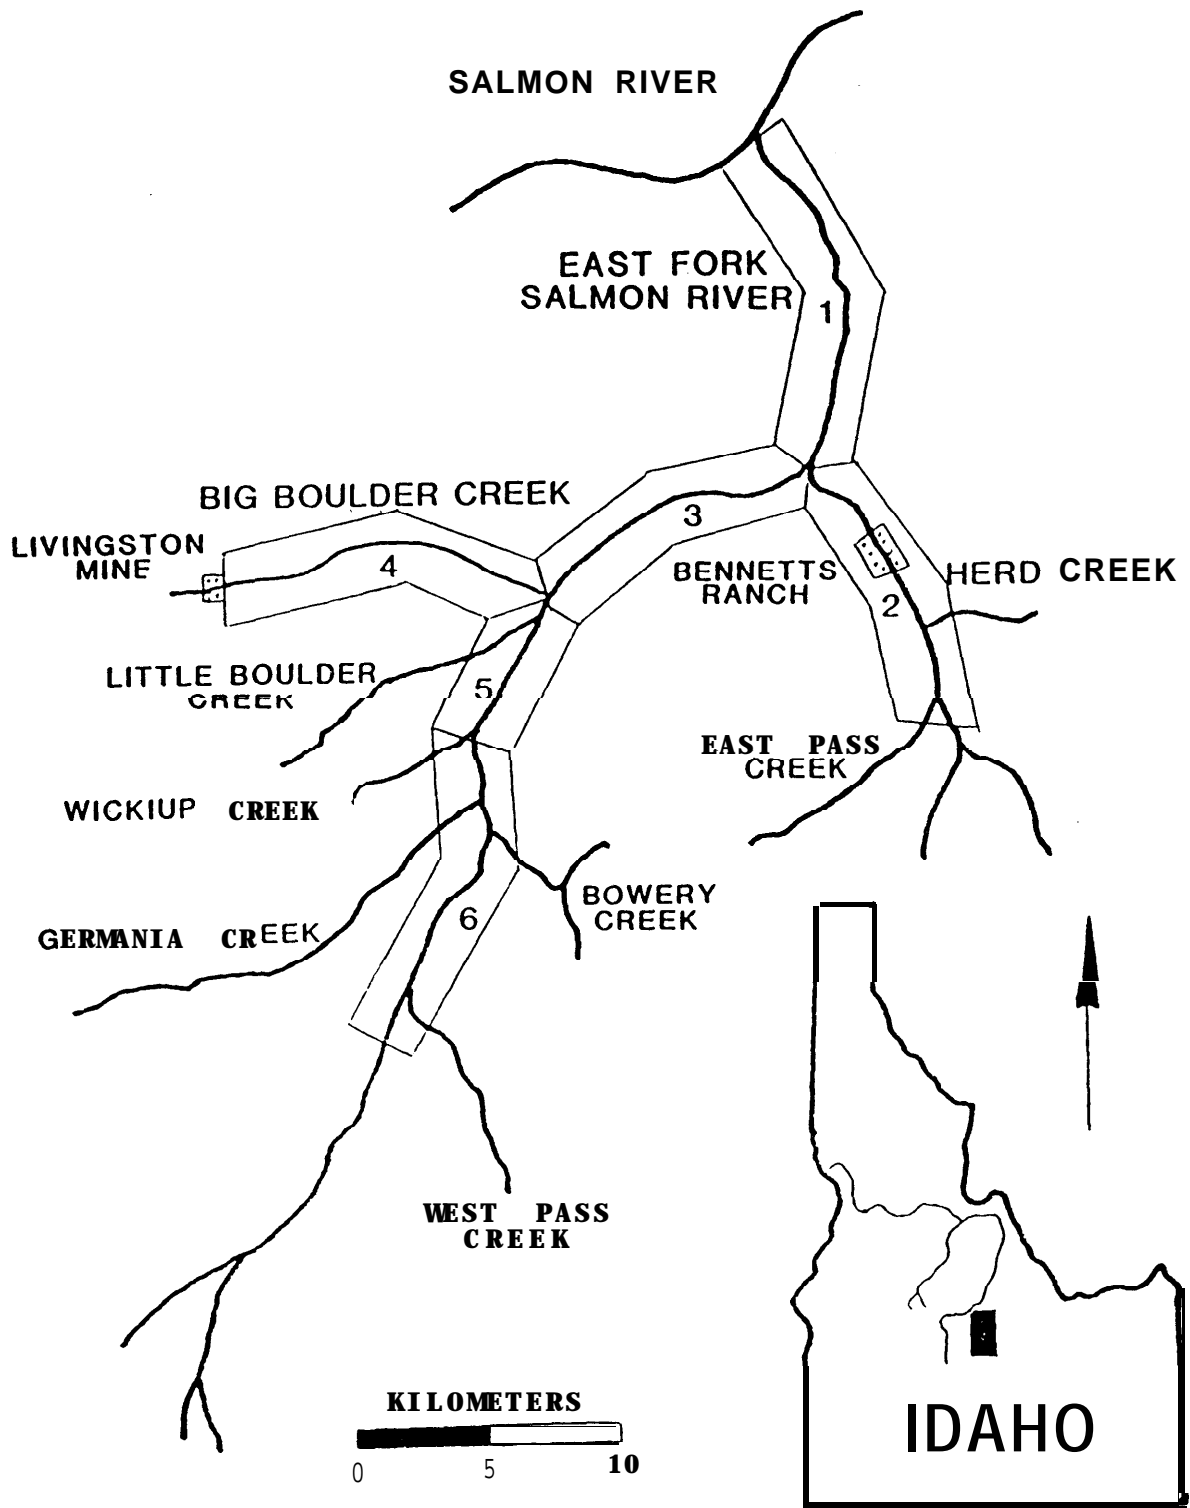 SALMON RIVER
EAST FORK
SALMON RIVER
1
BIG BOULDER CREEK
3
LIVINGSTON
MINE
4
BENNETTS
RANCH
HERD CREEK
2
LITTLE BOULDER
CREEK
5
EAST PASS
CREEK
WICKIUP CREEK
BOWERY
CREEK
6
GERMANIA CREEK
WEST PASS
CREEK
KILOMETERS
0 5 10
IDAHO